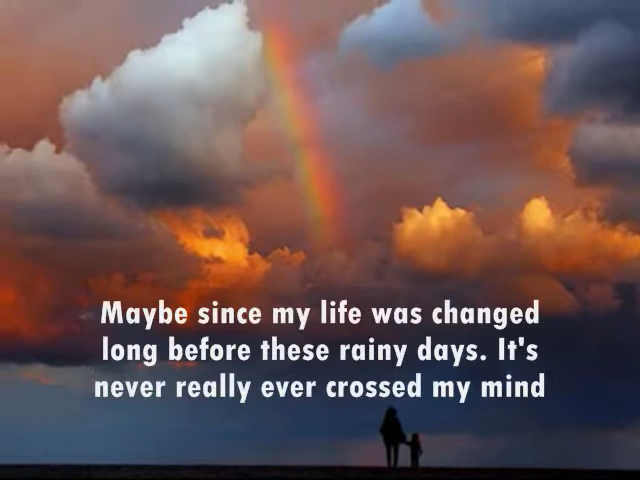 Maybe since my life was changed
long before these rainy days. It's
never really ever crossed my mind